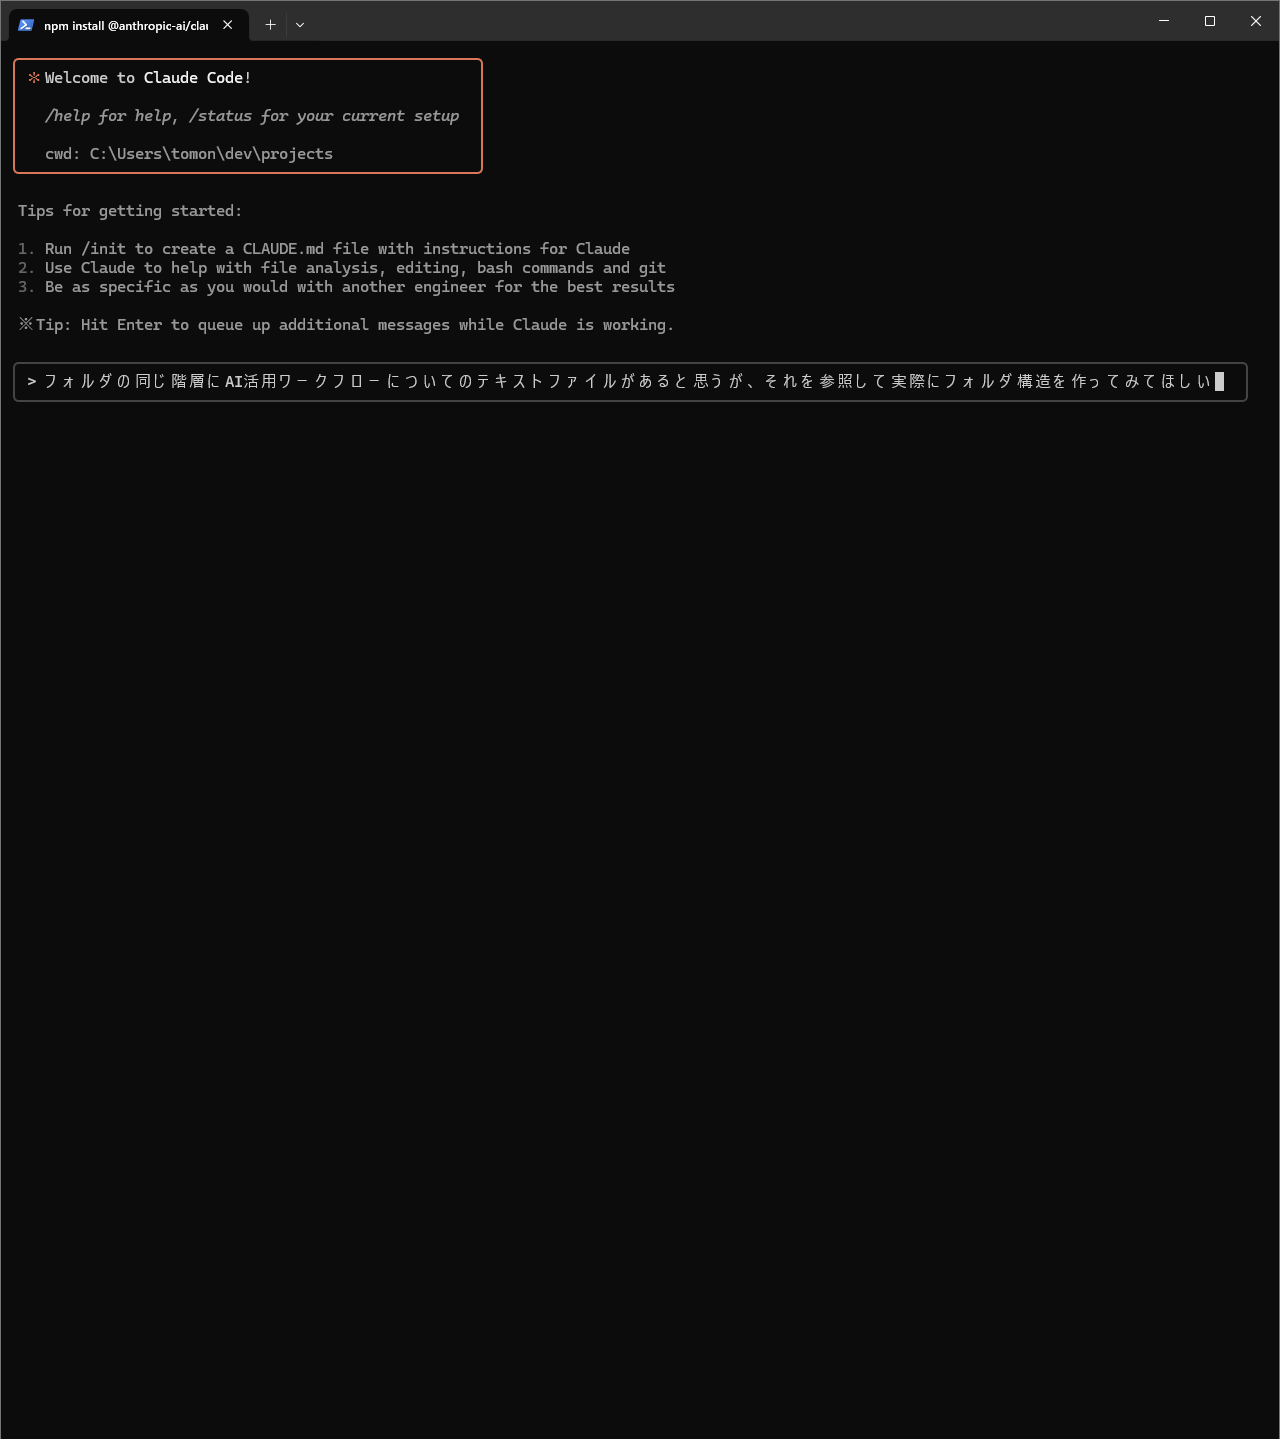 npm install @anthropic-ai/clau
※Welcome to Claude Code!
/help for help, /status for your current setup
cwd: C:\Users\tomon\dev\projects
Tips for getting started:
1. Run /init to create a CLAUDE.md file with instructions for Claude
2. Use Claude to help with file analysis, editing, bash commands and git
3. Be as specific as you would with another engineer for the best results
※Tip: Hit Enter to queue up additional messages while Claude is working.
> フォルダの同じ階層にAI活用ワークフローについてのテキストファイルがあると思うが、それを参照して実際にフォルダ構造を作ってみてほしい